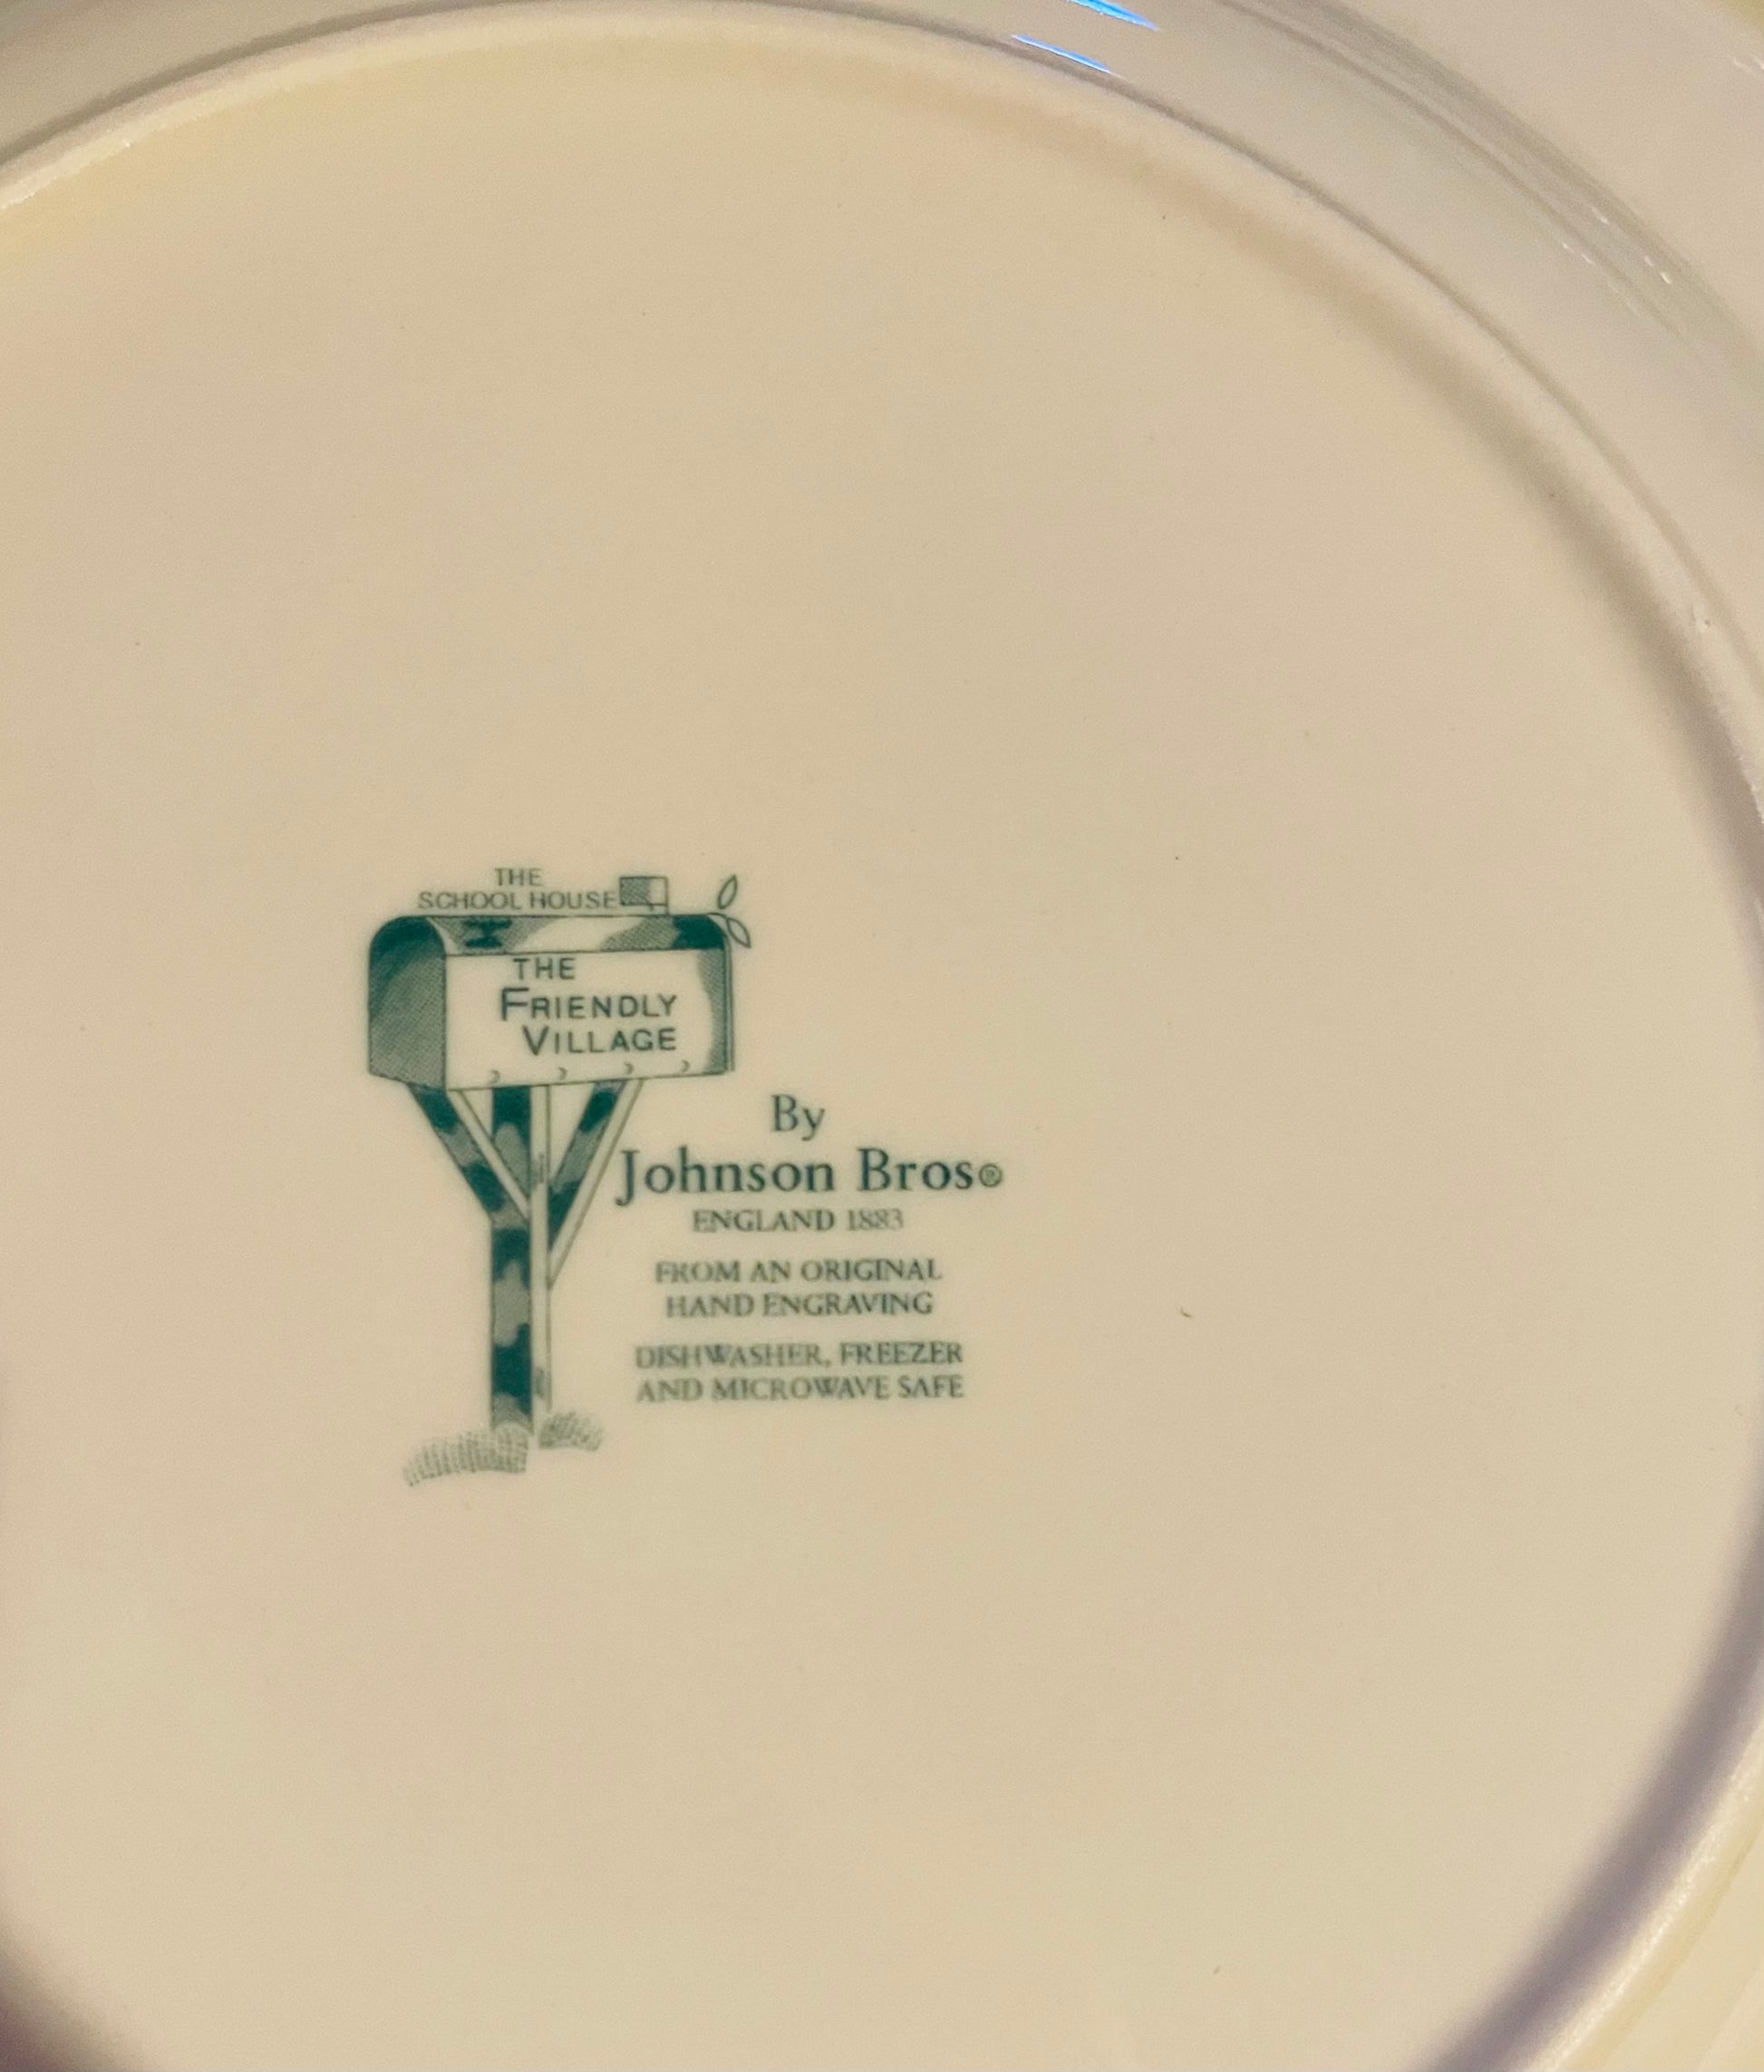 THE
SCHOOL HOUSE
THE
FRIENDLY
VILLAGE
By
Johnson Bros®
ENGLAND 1883
FROM AN ORIGINAL
HAND ENGRAVING
DISHWASHER, FREEZER
AND MICROWAVE SAFE